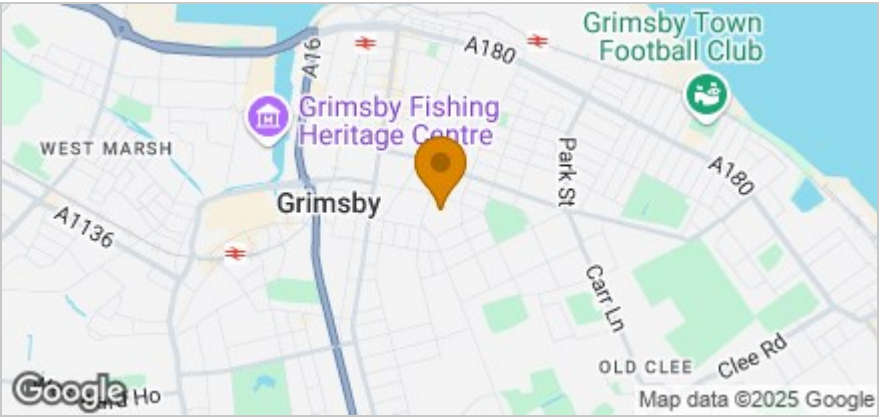 Grimsby Town
Football Club
A180
A16
Grimsby Fishing
Heritage Centre
WEST MARSH
Park St
A180
Grimsby
A1136
Carr Ln
OLD CLEE
Clee Rd
Google
Ho
Map data ©2025 Google